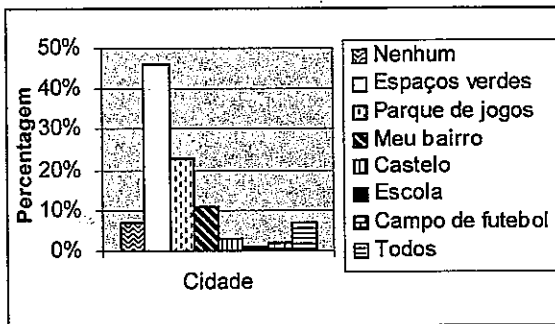 50%
40%
30%
20%
10%
0%
Percentagem
Cidade
Nenhum
Espaços verdes
Parque de jogos
Meu bairro
Castelo
Escola
Campo de futebol
Todos